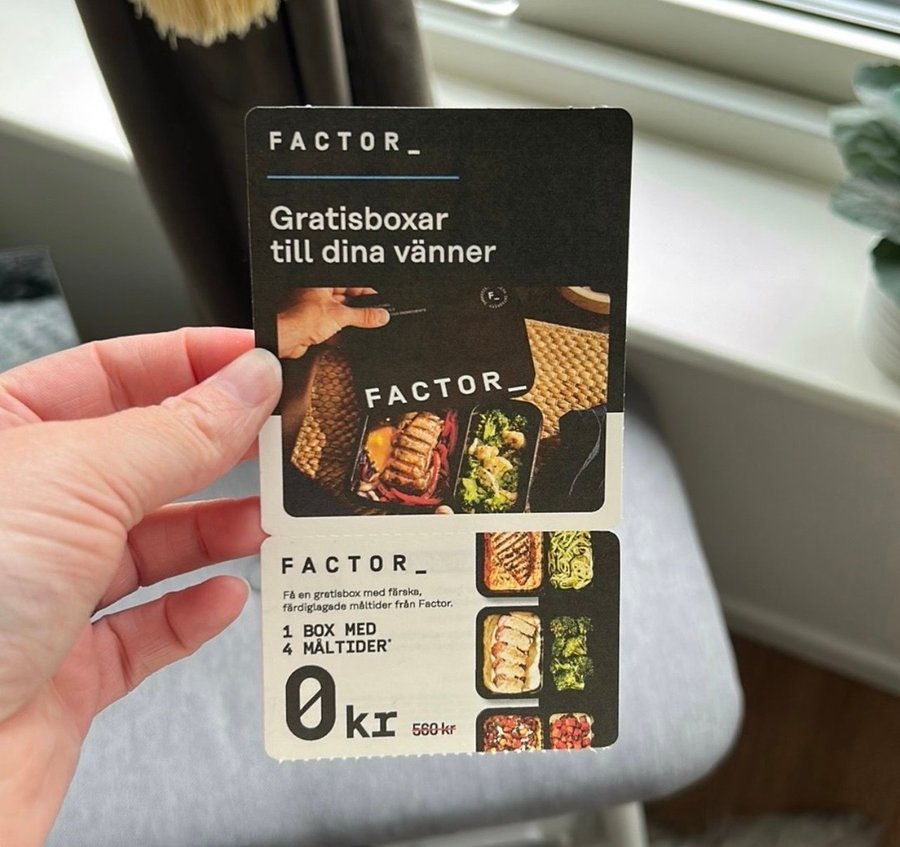 FACTOR_
Gratisboxar
till dina vänner
F_
FACTOR_
FACTOR_
Få en gratisbox med färska,
färdiglagade måltider från Factor.
1 BOX MED
4 MÅLTIDER*
0 kr 560 kr